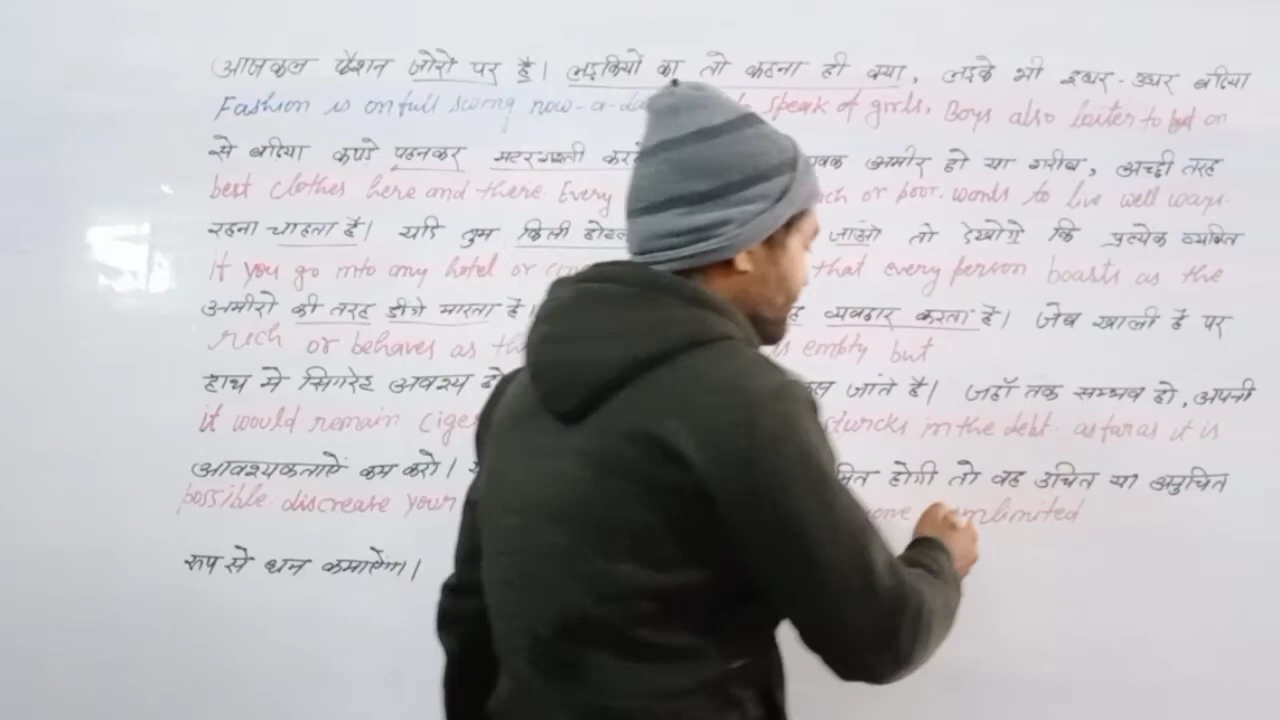 आजकल फैशन जोरो पर है। लड़कियों का तो कहना ही क्या, लड़के भी इधर-उधर बढिया
Fashion is on full swing now-a-da speak of girls, Boys also loiter to put on
से बढिया कपडे पहनकर मटरगश्ती कर अमीर हो या गरीब, अच्छी तरह
best clothes here and there. Every or poor. wants to live well ways.
रहना चाहता है। यदि तुम किसी होटल जाओ तो देखोगे कि प्रत्येक व्यक्ति
If you go into any hotel or that every person boasts as the
अमीरो की तरह डींगे मारता है। व्यवहार करता है। जेब खाली है पर
rich or behaves as empty but
हाथ मे सिगरेट अवश्य जाते है। जहाँ तक सम्भव हो, अपनी
it would remain in the debt. as far as it is
आवश्यकताऐं कम करो। होगी तो वह उचित या अनुचित
possible. discrease your unlimited
रूप से धन कमाऐगा।